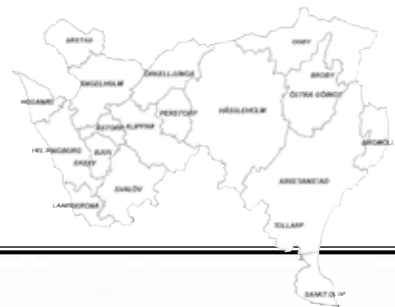 BÅSTAD
OSBY
ÄNGELHOLM
ÖRKELLJUNGA
BROBY
ÖSTRA GÖINGE
HÖGANÄS
PERSTORP
HÄSSLEHOLM
ÅSTORP
KLIPPAN
BROMÖLLA
HELSINGBORG
BJUV
EKEBY
KRISTIANSTAD
SVALÖV
LANDSKRONA
TOLLARP
SANKT OLOF